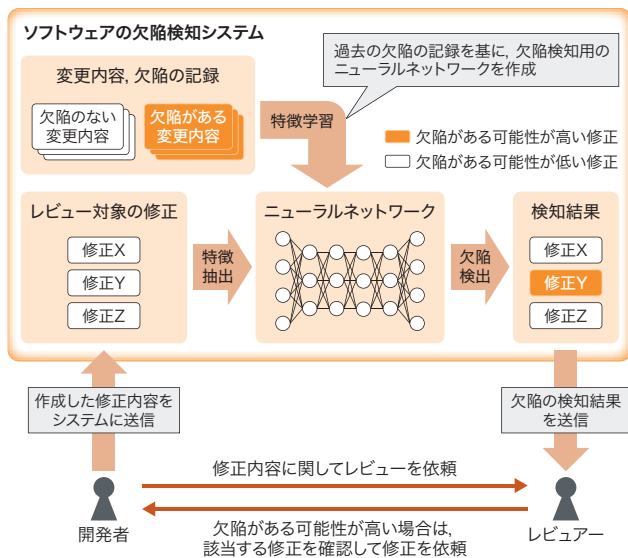 ソフトウェアの欠陥検知システム
変更内容, 欠陥の記録
欠陥のない
変更内容
欠陥がある
変更内容
特徴学習
過去の欠陥の記録を基に, 欠陥検知用の
ニューラルネットワークを作成
欠陥がある可能性が高い修正
欠陥がある可能性が低い修正
レビュー対象の修正
修正X
修正Y
修正Z
特徴
抽出
ニューラルネットワーク
欠陥
検出
検知結果
修正X
修正Y
修正Z
作成した修正内容を
システムに送信
欠陥の検知結果
を送信
修正内容に関してレビューを依頼
開発者
欠陥がある可能性が高い場合は,
該当する修正を確認して修正を依頼
レビュアー